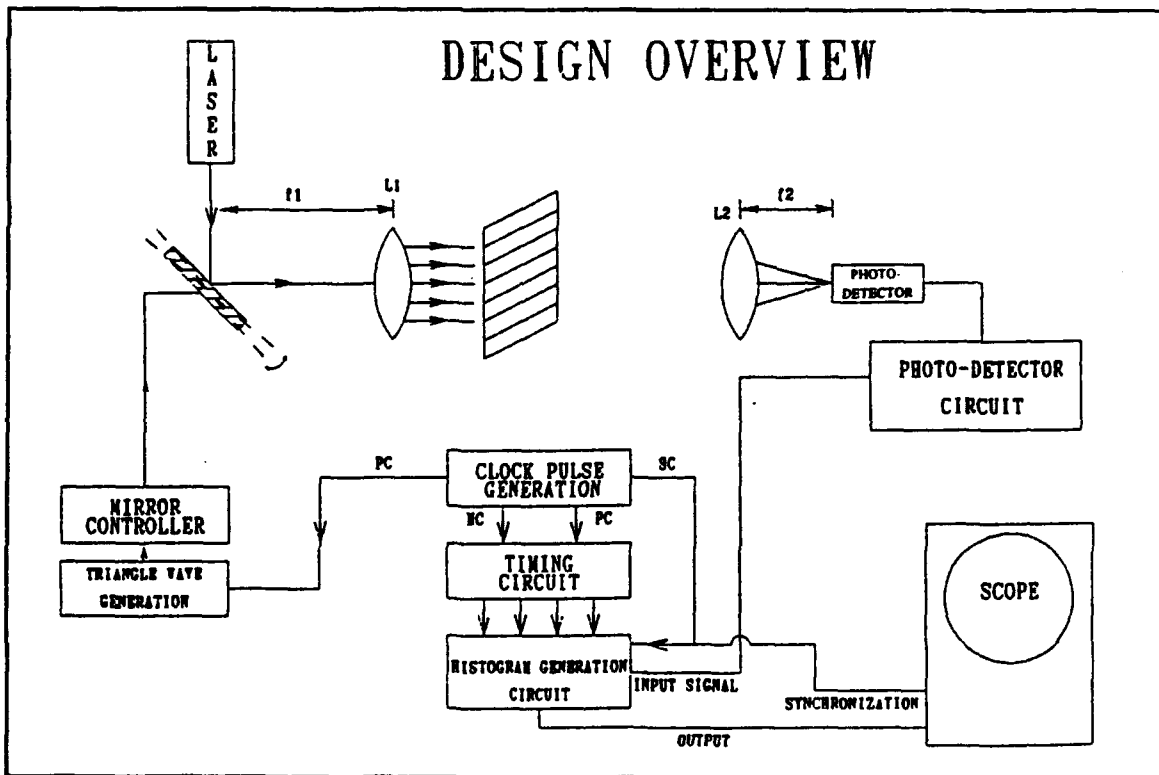 DESIGN OVERVIEW
LASER
f1
L1
L2
f2
PHOTO-
DETECTOR
PHOTO-DETECTOR
CIRCUIT
PC
CLOCK PULSE
GENERATION
SC
MIRROR
CONTROLLER
NC
PC
TRIANGLE WAVE
GENERATION
TIMING
CIRCUIT
SCOPE
HISTOGRAM GENERATION
CIRCUIT
INPUT SIGNAL
SYNCHRONIZATION
OUTPUT